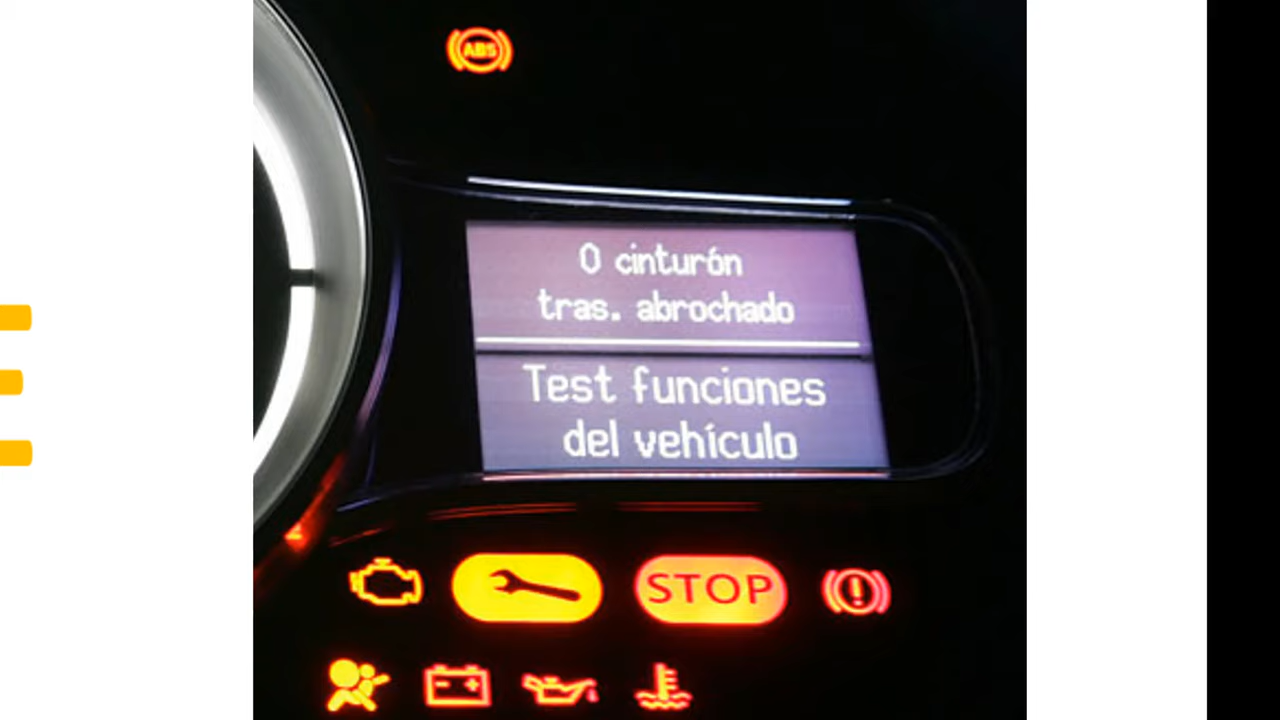 ABS
0 cinturón
tras. abrochado
Test funciones
del vehículo
STOP